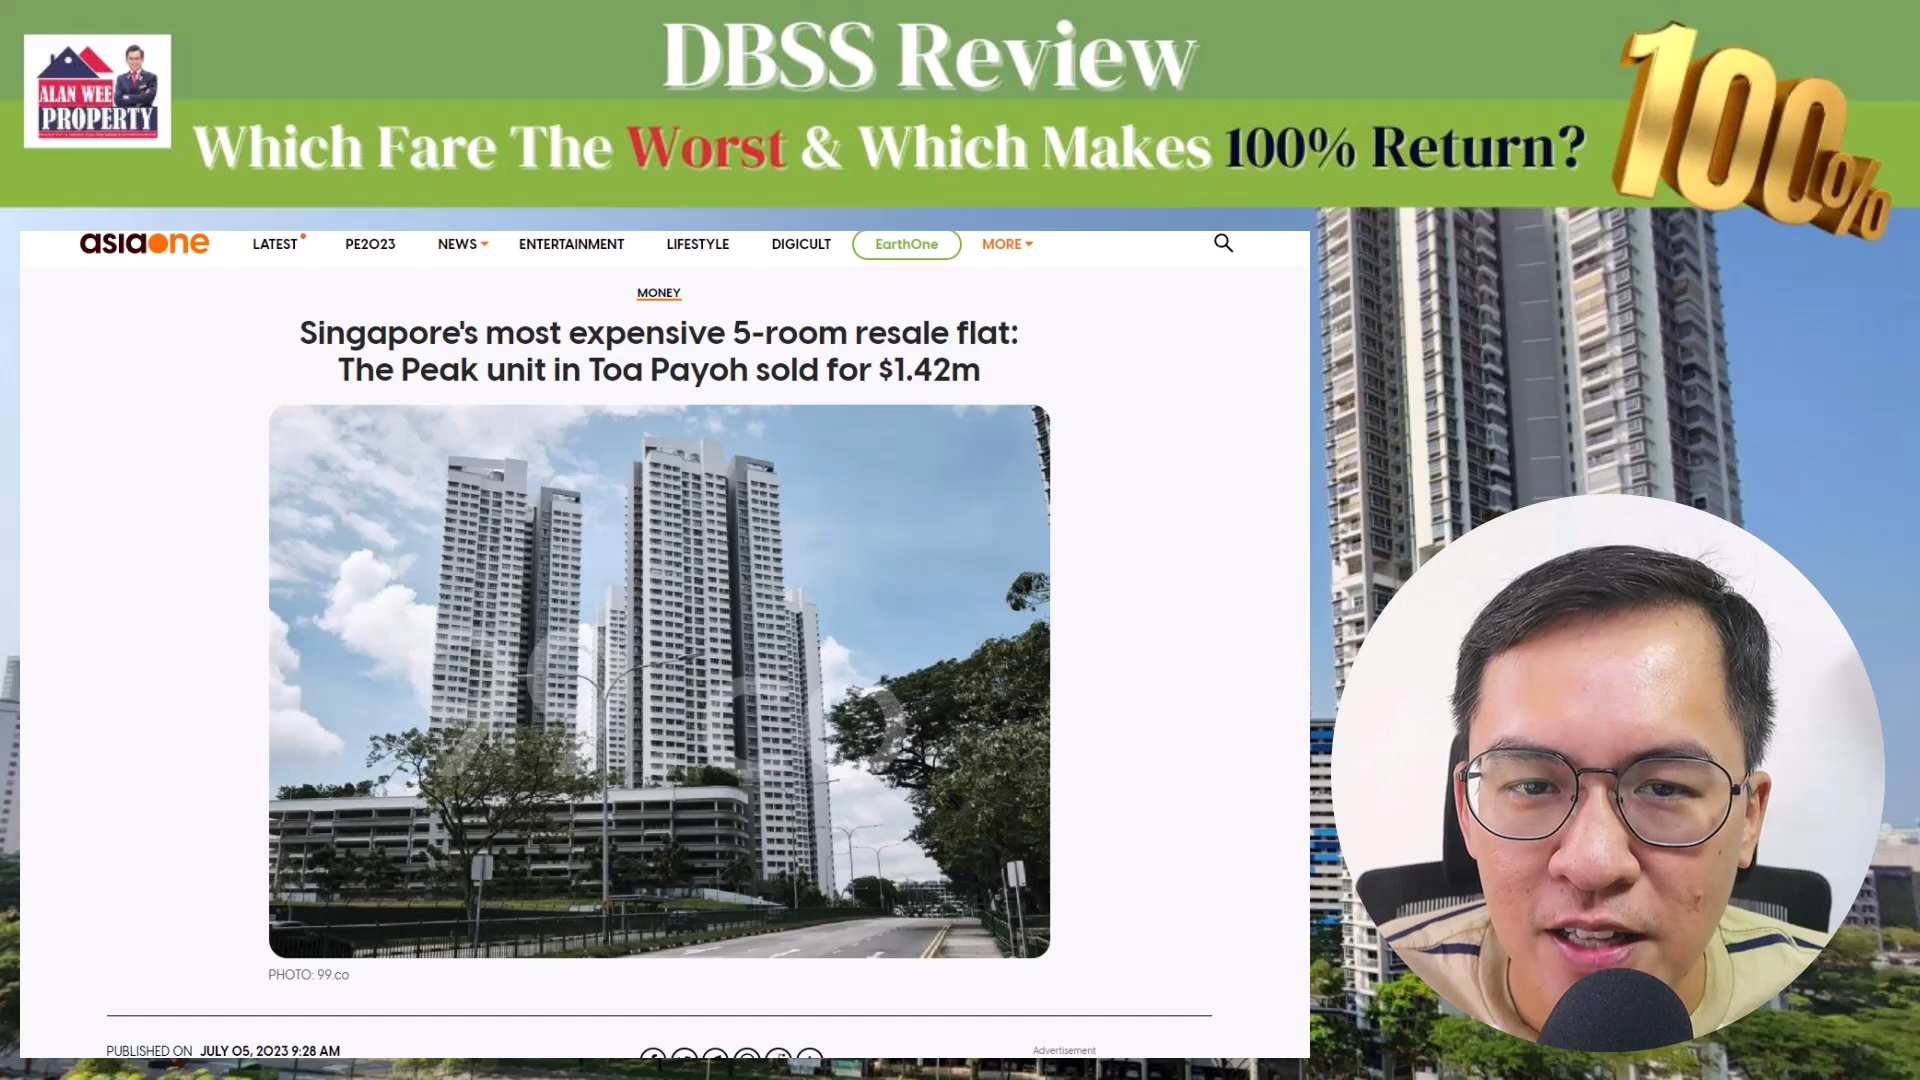 DBSS Review
ALAN WEE
PROPERTY
Which Fare The Worst & Which Makes 100% Return?
100%
asiaone
LATEST
PE2023
NEWS
ENTERTAINMENT
LIFESTYLE
DIGICULT
EarthOne
MORE
MONEY
Singapore's most expensive 5-room resale flat:
The Peak unit in Toa Payoh sold for $1.42m
PHOTO: 99.co
PUBLISHED ON JULY 05, 2023 9:28 AM
Advertisement